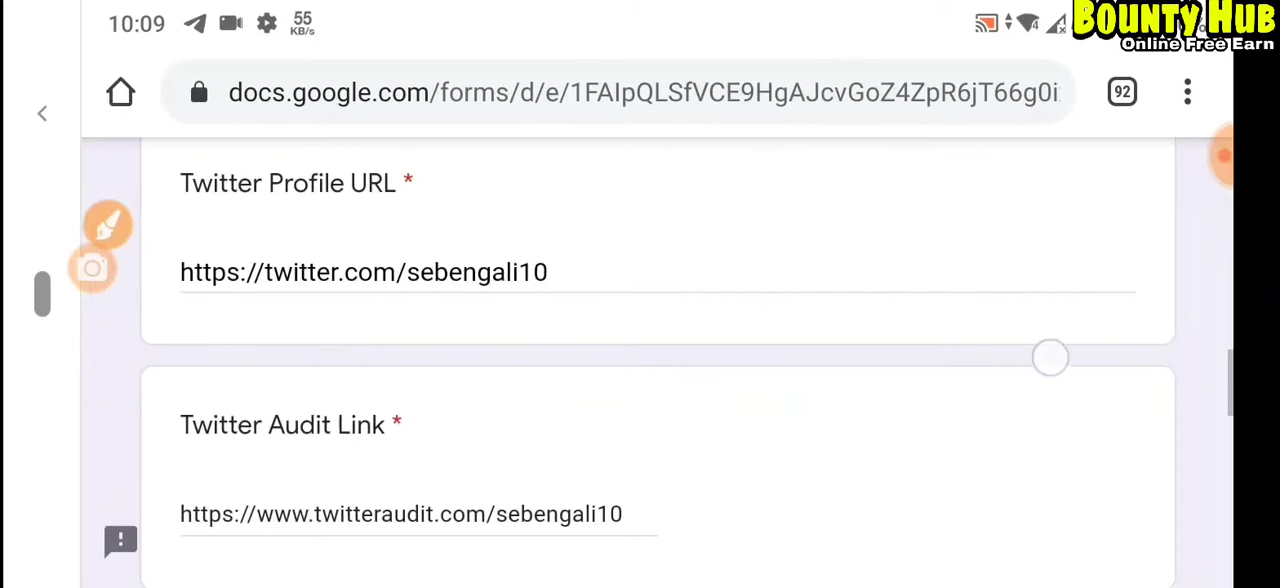 BOUNTY HUB
Online Free Earn
10:09
55
KB/s
4
docs.google.com/forms/d/e/1FAIpQLSfVCE9HgAJcvGoZ4ZpR6jT66g0i
92
Twitter Profile URL *
https://twitter.com/sebengali10
Twitter Audit Link *
https://www.twitteraudit.com/sebengali10